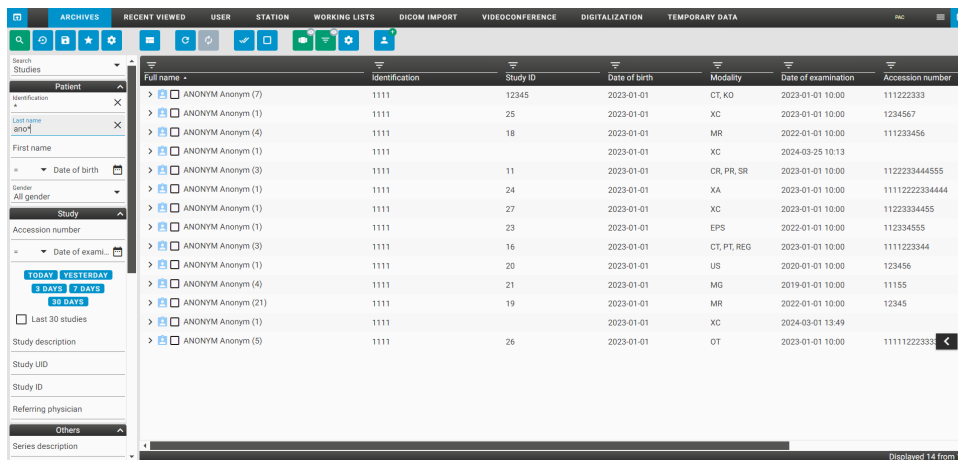 ARCHIVES RECENT VIEWED USER STATION WORKING LISTS DICOM IMPORT VIDEOCONFERENCE DIGITALIZATION TEMPORARY DATA PAC
Search
Studies
Patient
Identification
*
Last name
ano*
First name
= Date of birth
Gender
All gender
Study
Accession number
= Date of exami...
TODAY YESTERDAY
3 DAYS 7 DAYS
30 DAYS
Last 30 studies
Study description
Study UID
Study ID
Referring physician
Others
Series description
Full name Identification Study ID Date of birth Modality Date of examination Accession number
ANONYM Anonym (7) 1111 12345 2023-01-01 CT, KO 2023-01-01 10:00 111222333
ANONYM Anonym (1) 1111 25 2023-01-01 XC 2023-01-01 10:00 1234567
ANONYM Anonym (4) 1111 18 2023-01-01 MR 2022-01-01 10:00 111233456
ANONYM Anonym (1) 1111 2023-01-01 XC 2024-03-25 10:13
ANONYM Anonym (3) 1111 11 2023-01-01 CR, PR, SR 2023-01-01 10:00 1122233444555
ANONYM Anonym (1) 1111 24 2023-01-01 XA 2023-01-01 10:00 11112222334444
ANONYM Anonym (1) 1111 27 2023-01-01 XC 2023-01-01 10:00 11223334455
ANONYM Anonym (1) 1111 23 2023-01-01 EPS 2022-01-01 10:00 112334555
ANONYM Anonym (3) 1111 16 2023-01-01 CT, PT, REG 2023-01-01 10:00 1111223344
ANONYM Anonym (1) 1111 20 2023-01-01 US 2020-01-01 10:00 123456
ANONYM Anonym (4) 1111 21 2023-01-01 MG 2019-01-01 10:00 11155
ANONYM Anonym (21) 1111 19 2023-01-01 MR 2022-01-01 10:00 12345
ANONYM Anonym (1) 1111 2023-01-01 XC 2024-03-01 13:49
ANONYM Anonym (5) 1111 26 2023-01-01 OT 2023-01-01 10:00
Displayed 14 from